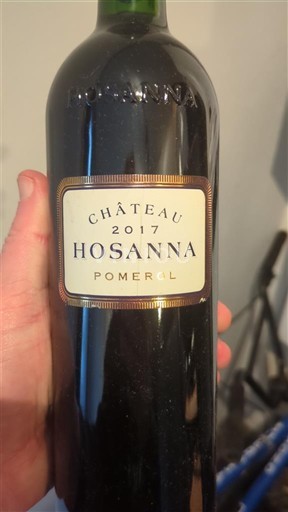 HOSANNA
CHÂTEAU
2017
HOSANNA
POMEROL